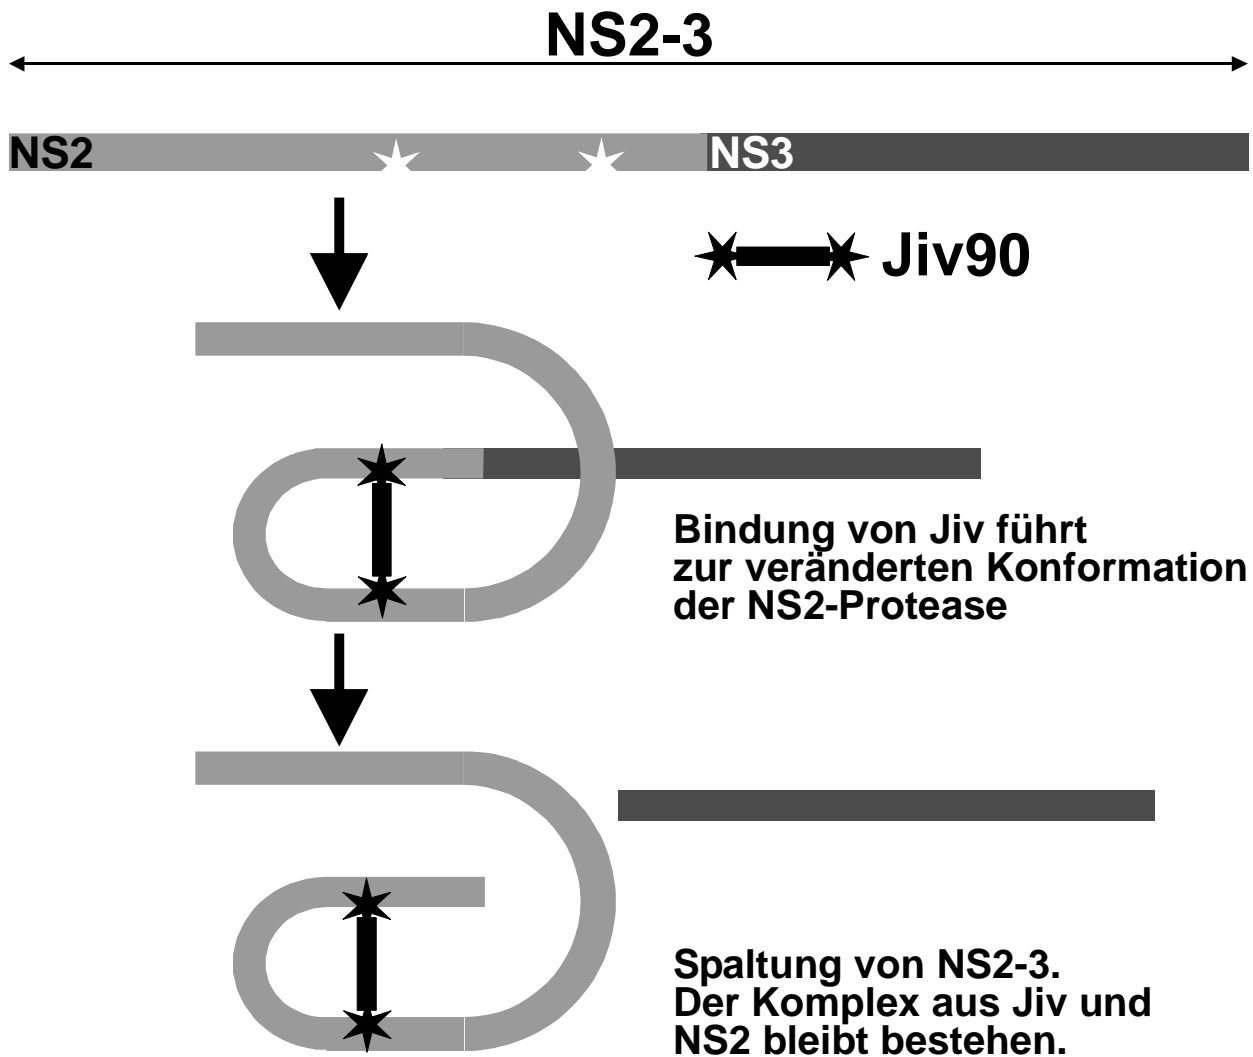 NS2-3
NS2 NS3
Jiv90
Bindung von Jiv führt
zur veränderten Konformation
der NS2-Protease
Spaltung von NS2-3.
Der Komplex aus Jiv und
NS2 bleibt bestehen.